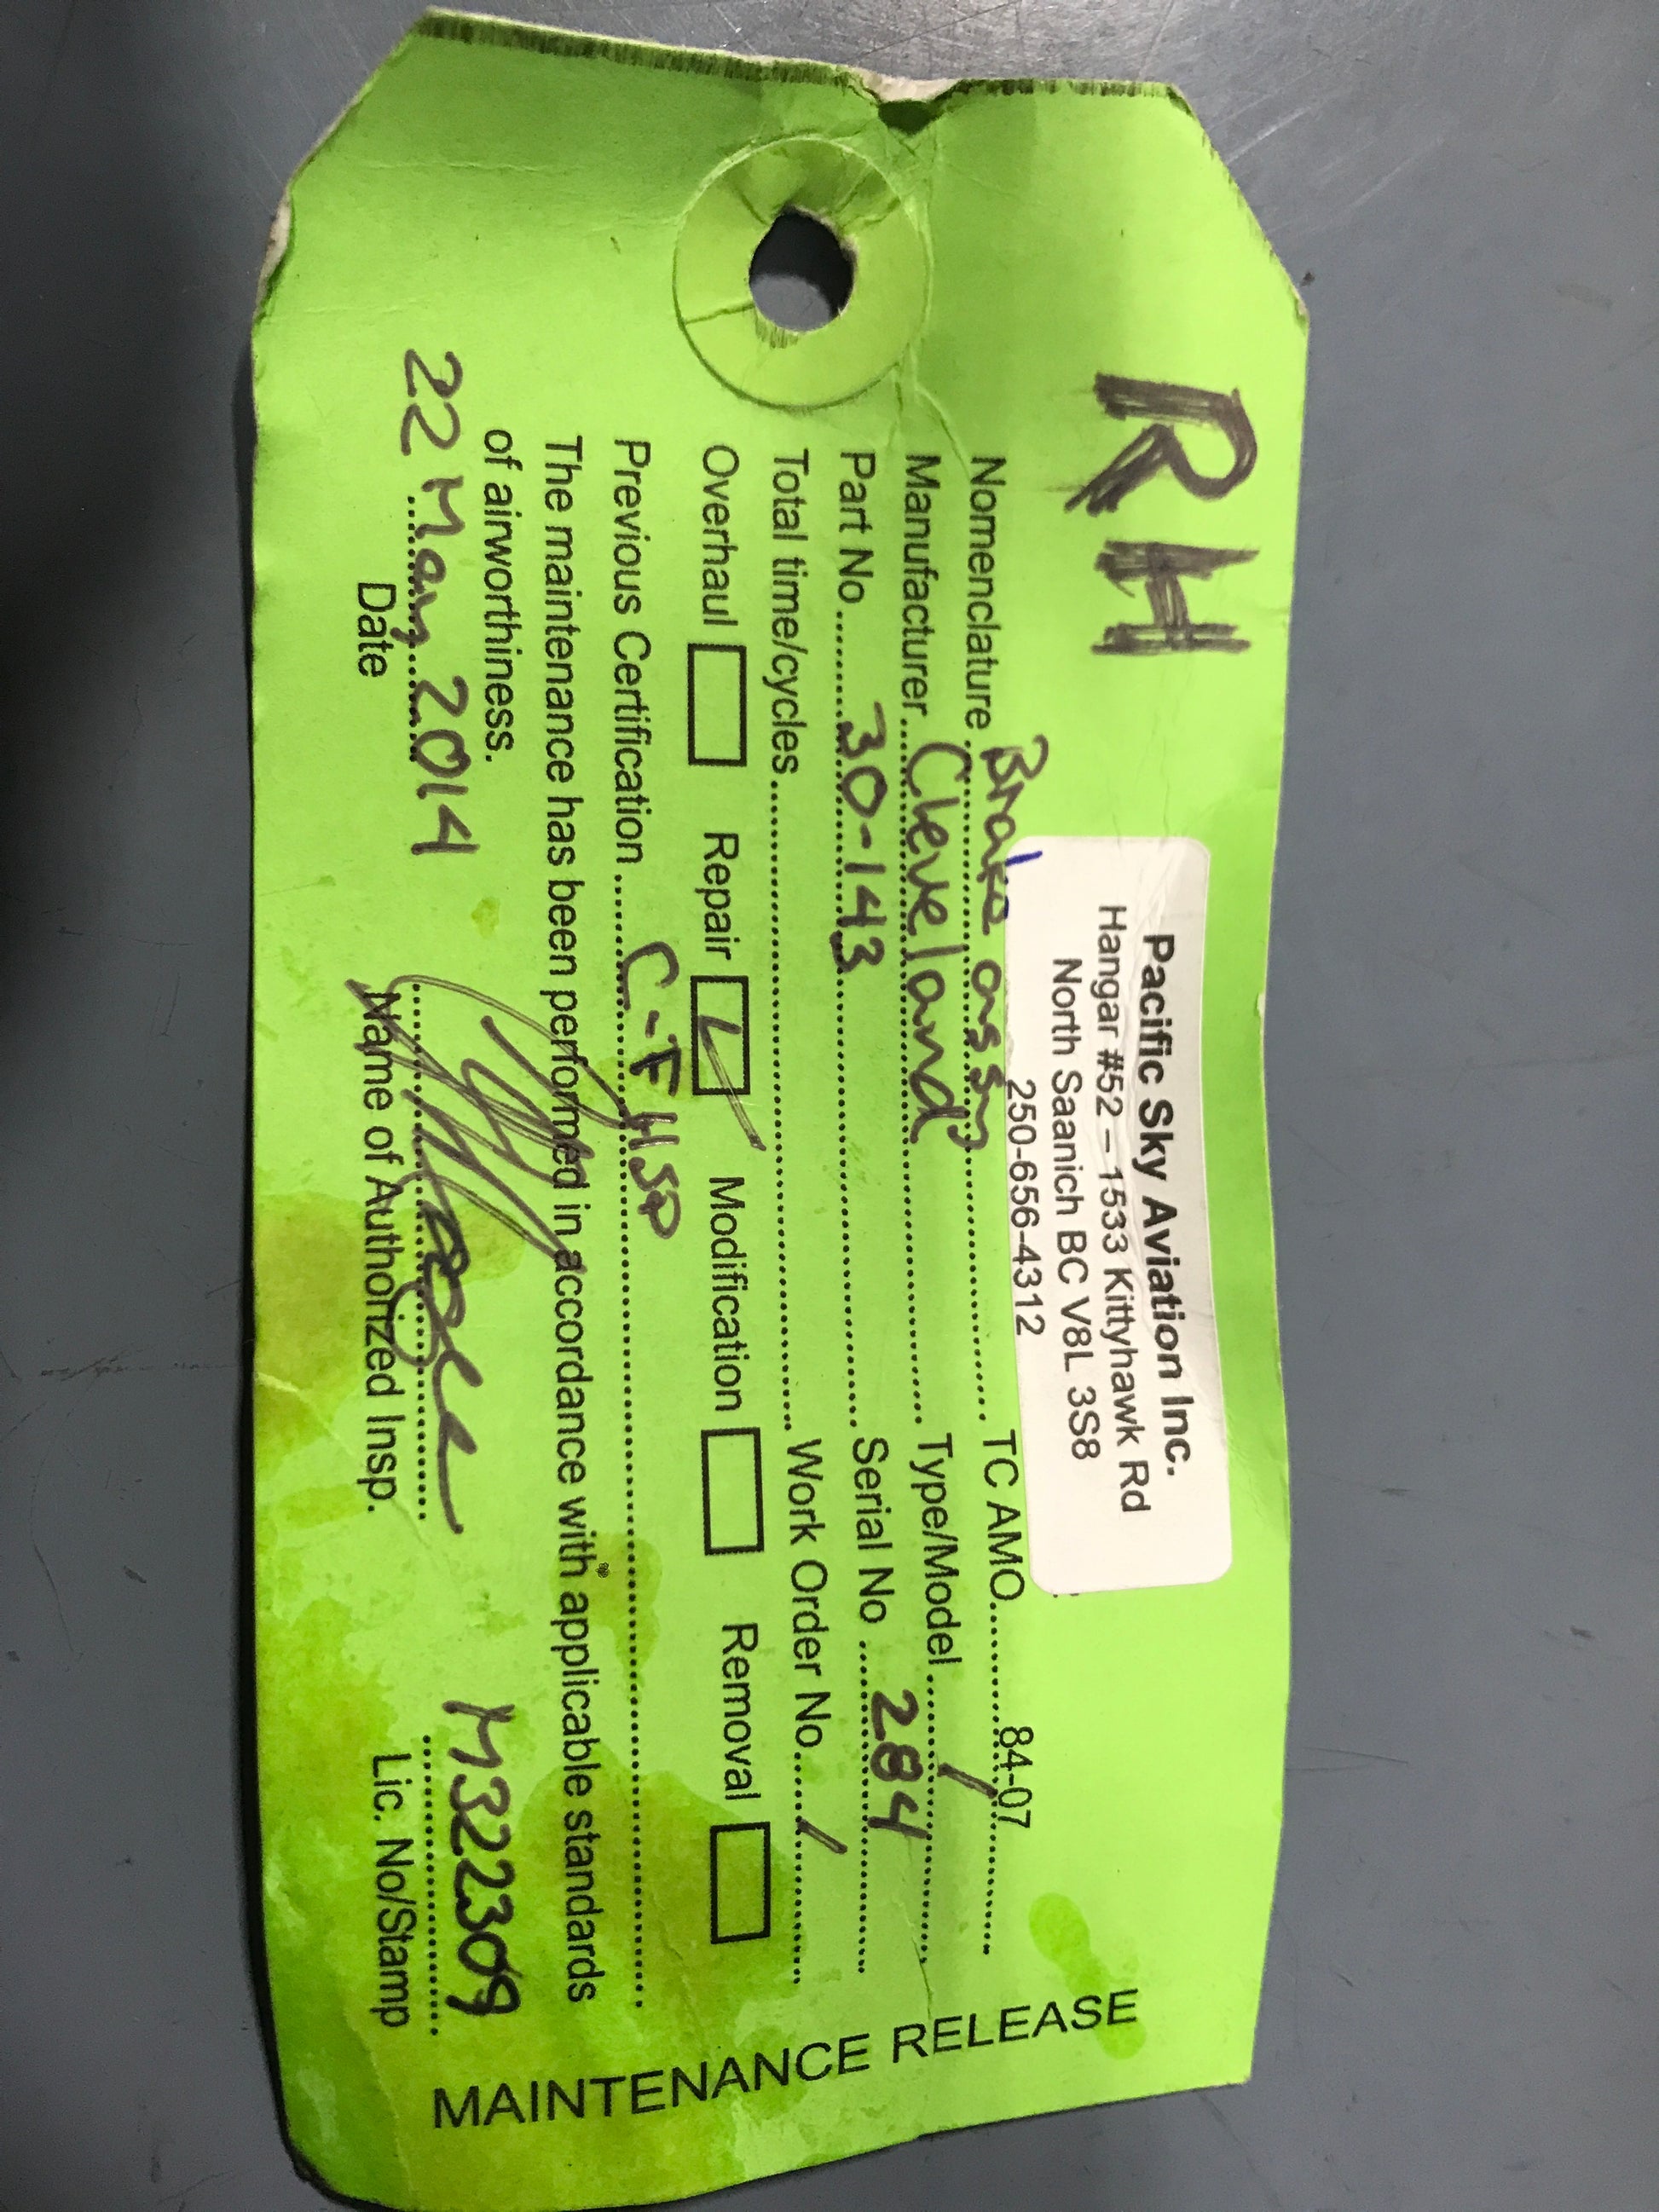 RH
Pacific Sky Aviation Inc.
Hangar #52 – 1533 Kittyhawk Rd
North Saanich BC V8L 3S8
250-656-4312
Nomenclature Brake assy TC AMO 84-07
Manufacturer Cleveland Type/Model /
Part No. 30-143 Serial No 284
Total time/cycles Work Order No. /
Overhaul Repair Modification Removal
Previous Certification C-FHSP
The maintenance has been performed in accordance with applicable standards
of airworthiness.
22 May 2014 M322309
Date Name of Authorized Insp. Lic. No/Stamp
MAINTENANCE RELEASE